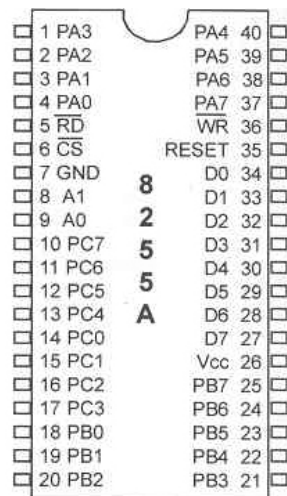 1 PA3 PA4 40
2 PA2 PA5 39
3 PA1 PA6 38
4 PA0 PA7 37
5 R̅D̅ W̅R̅ 36
6 C̅S̅ RESET 35
7 GND D0 34
8 A1 D1 33
9 A0 D2 32
10 PC7 D3 31
11 PC6 D4 30
12 PC5 D5 29
13 PC4 D6 28
14 PC0 D7 27
15 PC1 Vcc 26
16 PC2 PB7 25
17 PC3 PB6 24
18 PB0 PB5 23
19 PB1 PB4 22
20 PB2 PB3 21
8
2
5
5
A